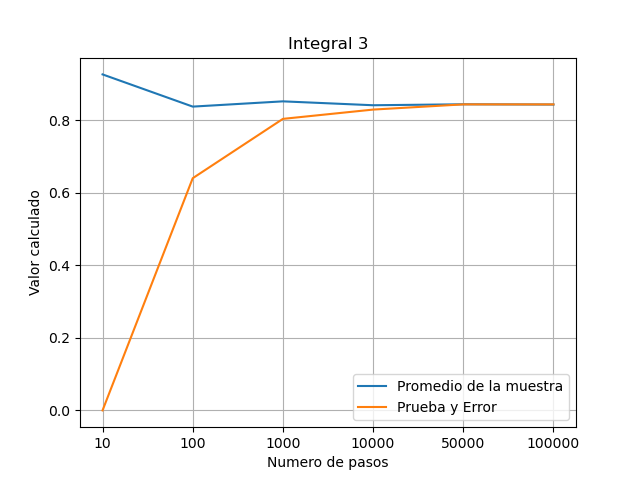 Integral 3
Valor calculado
0.8
0.6
0.4
0.2
0.0
10 100 1000 10000 50000 100000
Numero de pasos
Promedio de la muestra
Prueba y Error